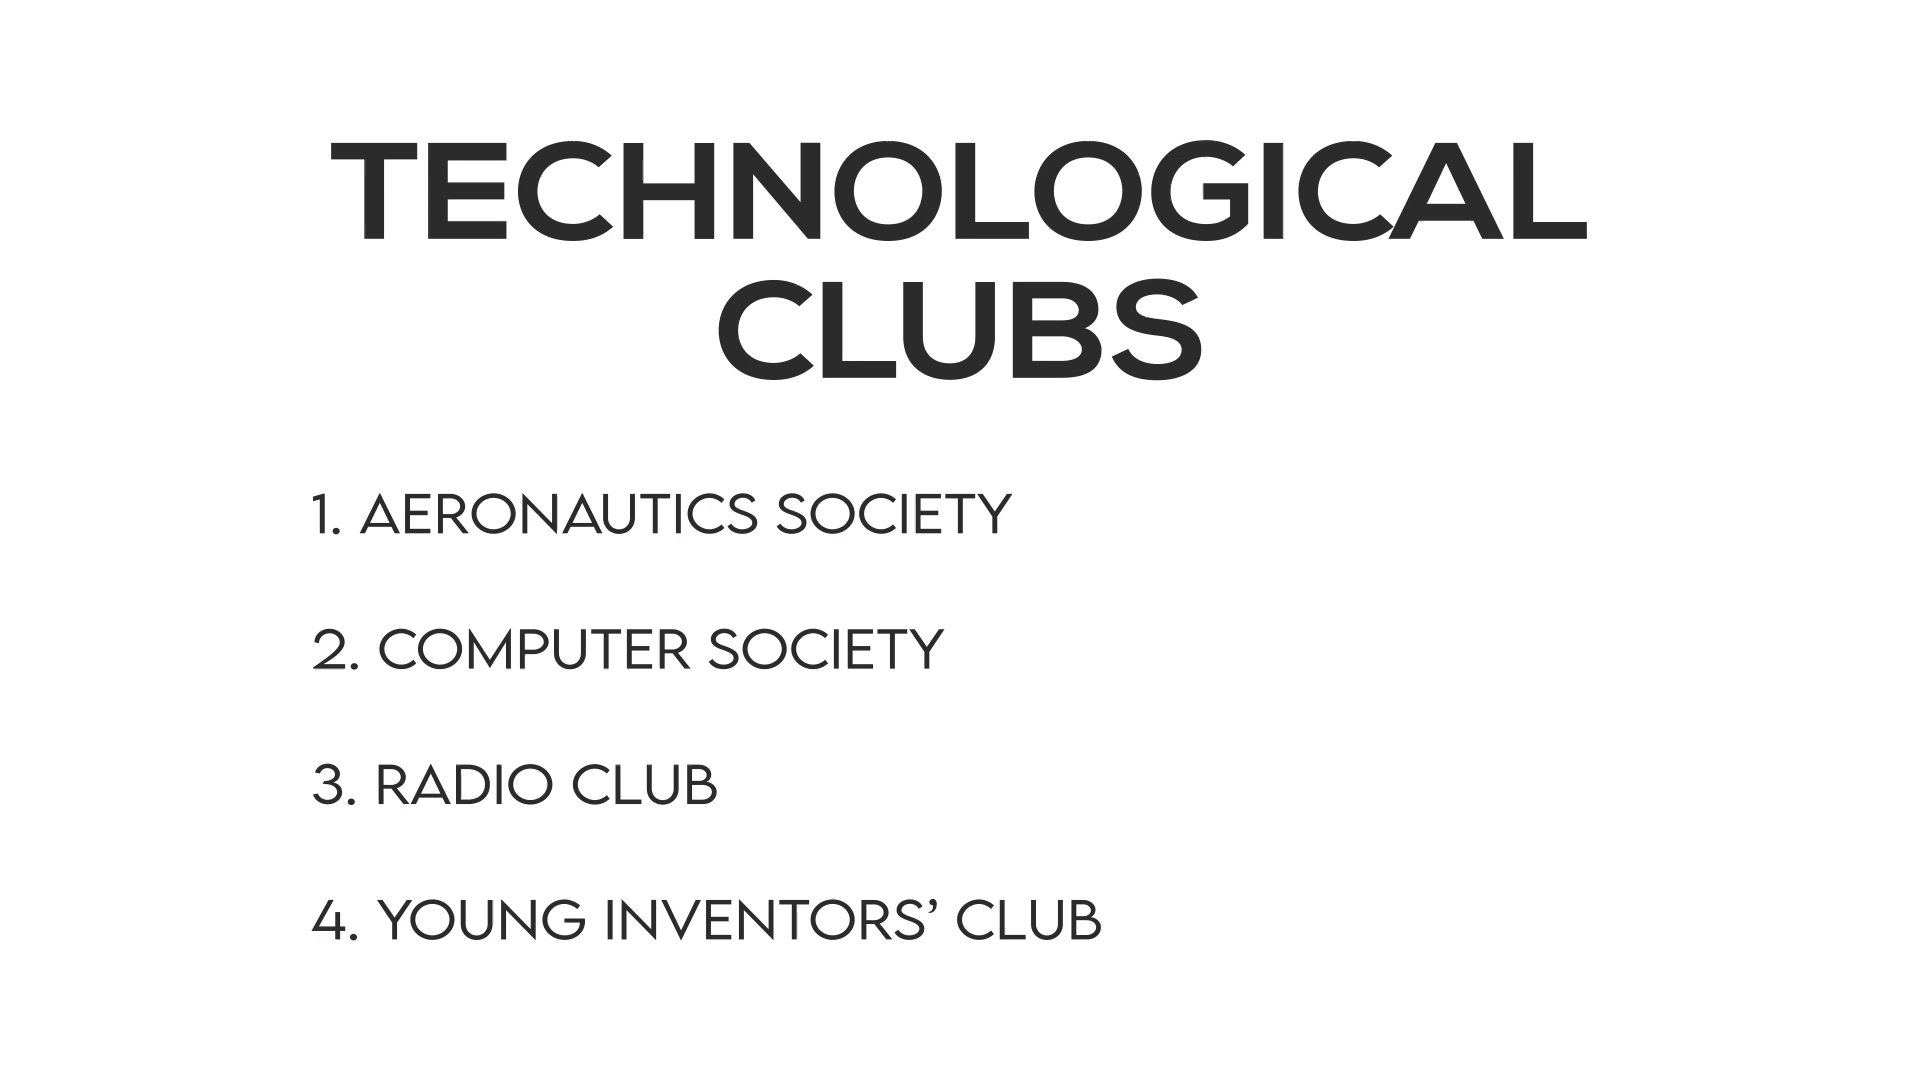 TECHNOLOGICAL
CLUBS
1. AERONAUTICS SOCIETY
2. COMPUTER SOCIETY
3. RADIO CLUB
4. YOUNG INVENTORS’ CLUB